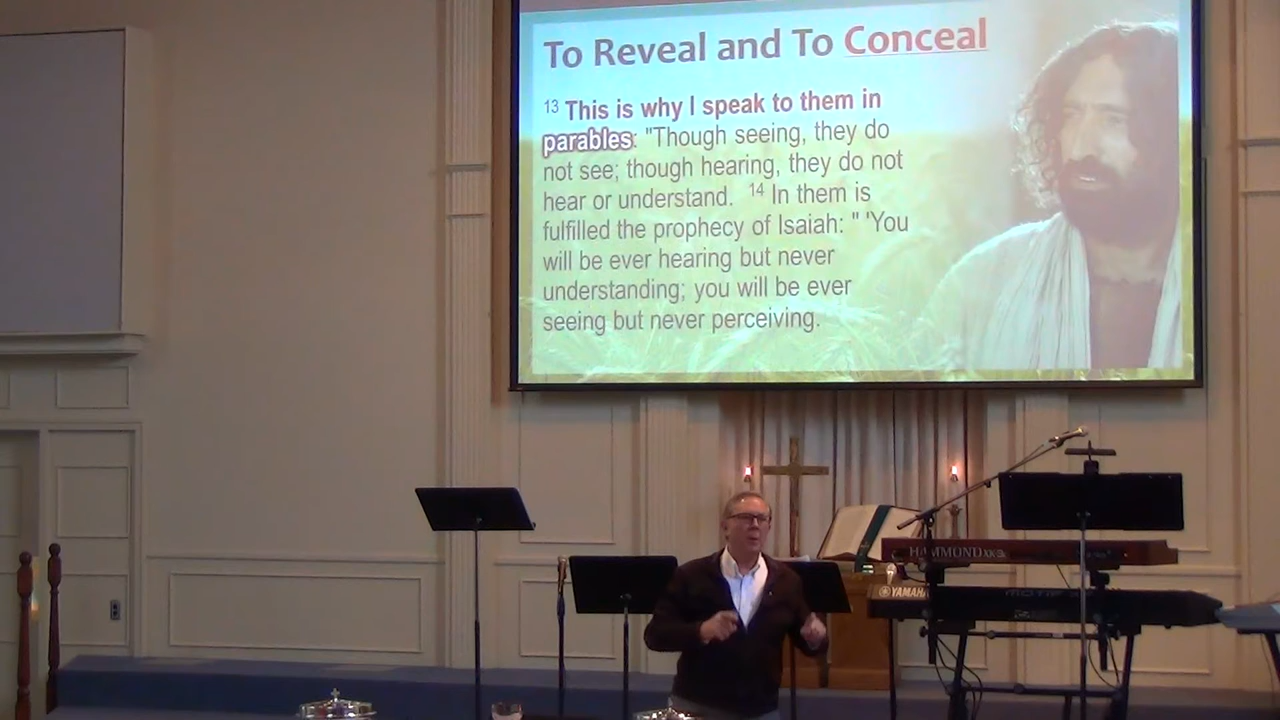 To Reveal and To Conceal
13 This is why I speak to them in
parables: "Though seeing, they do
not see; though hearing, they do not
hear or understand. 14 In them is
fulfilled the prophecy of Isaiah: " 'You
will be ever hearing but never
understanding; you will be ever
seeing but never perceiving.
HAMMOND XK-3c
YAMAHA